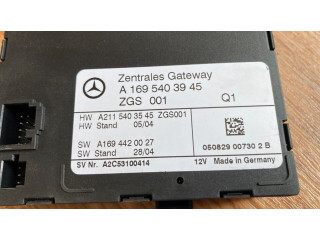 Zentrales Gateway
A 169 540 39 45
ZGS 001 Q1
HW A211 540 35 45 ZGS001
HW Stand 05/04
SW A169 442 00 27
SW Stand 28/04
050829 00730 2 B
SV Nr. A2C53100414 12V Made in Germany